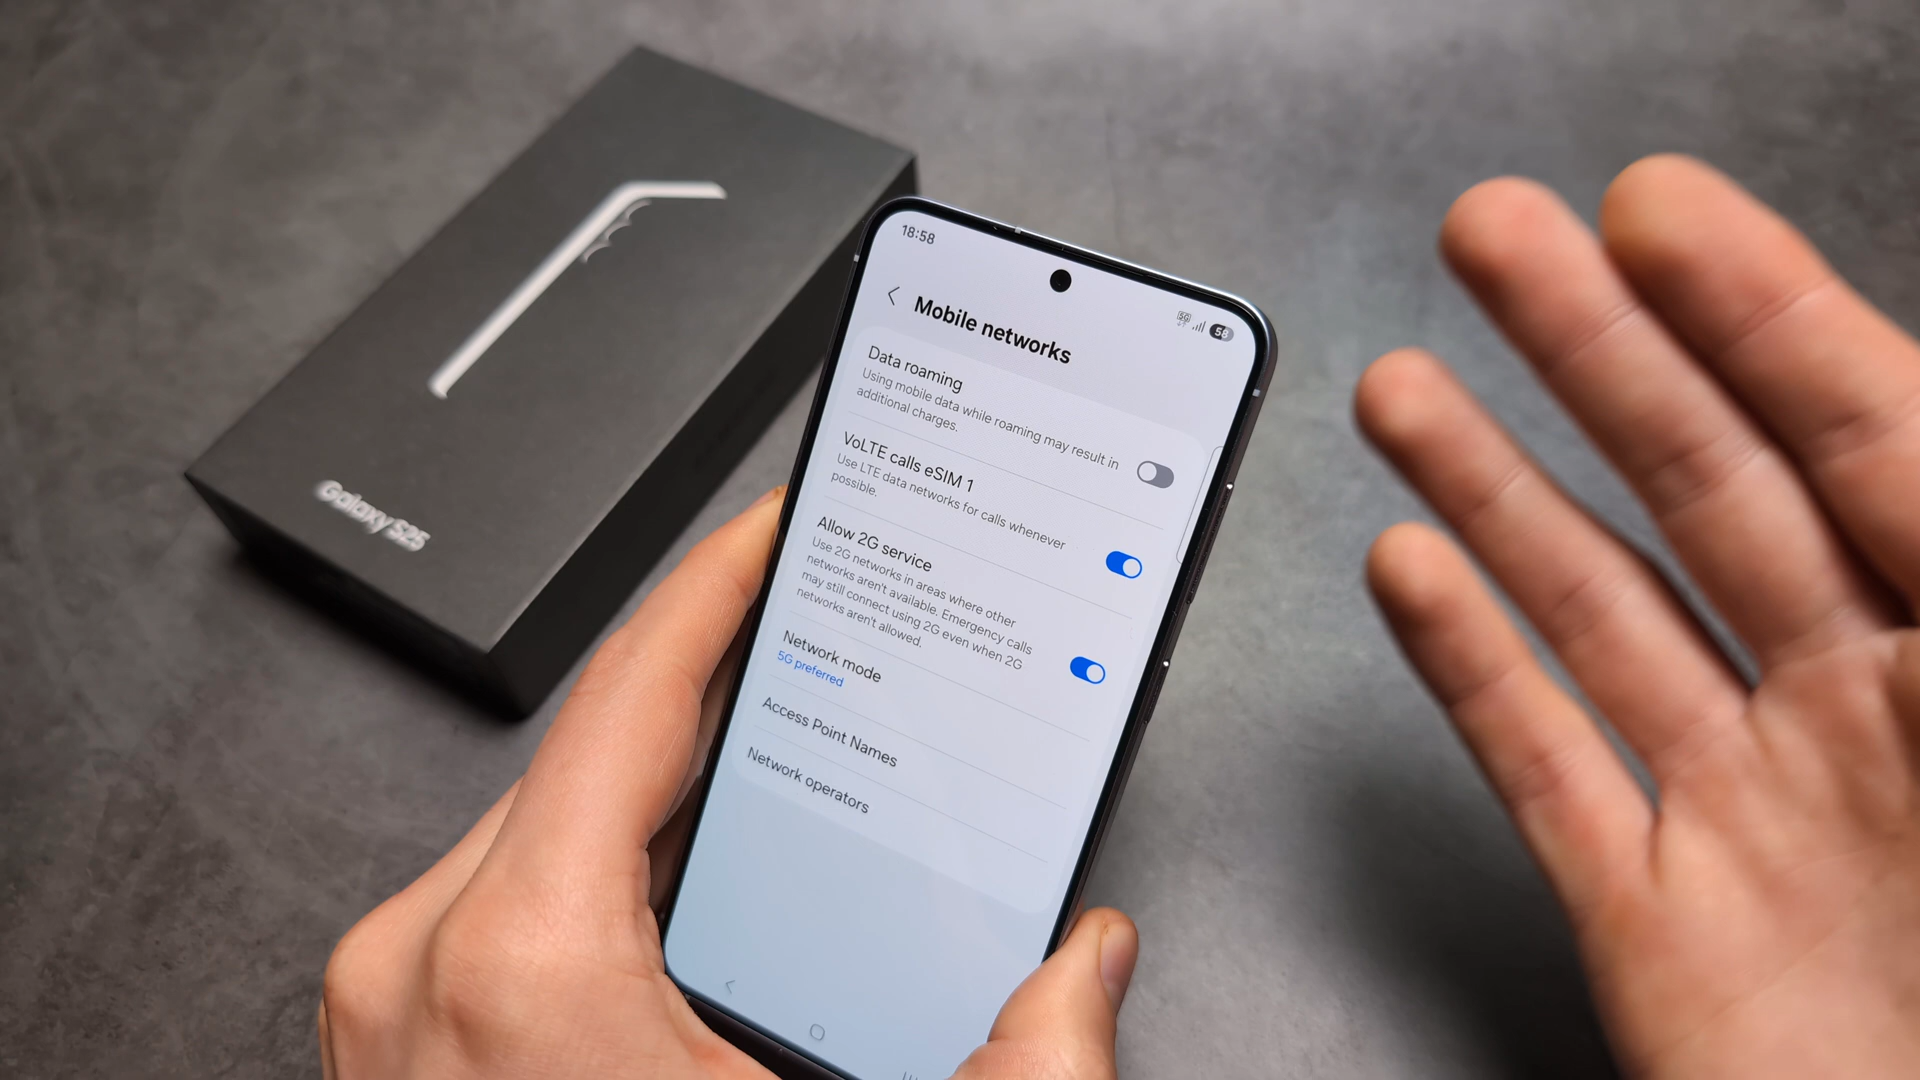 Galaxy S25
18:58
5G
58
Mobile networks
Data roaming
Using mobile data while roaming may result in
additional charges.
VoLTE calls eSIM 1
Use LTE data networks for calls whenever
possible.
Allow 2G service
Use 2G networks in areas where other
networks aren't available. Emergency calls
may still connect using 2G even when 2G
networks aren't allowed.
Network mode
5G preferred
Access Point Names
Network operators